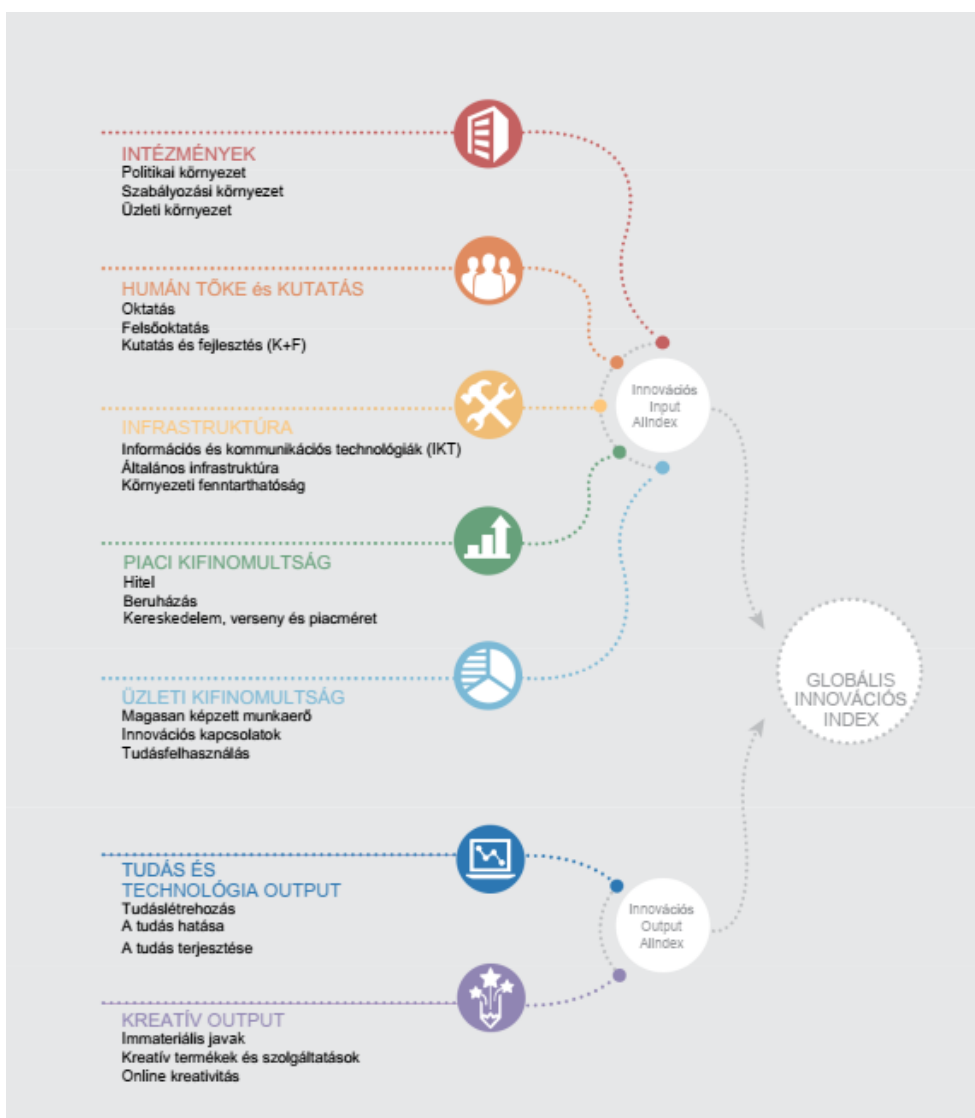 INTÉZMÉNYEK
Politikai környezet
Szabályozási környezet
Üzleti környezet
HUMÁN TŐKE és KUTATÁS
Oktatás
Felsőoktatás
Kutatás és fejlesztés (K+F)
INFRASTRUKTÚRA
Információs és kommunikációs technológiák (IKT)
Általános infrastruktúra
Környezeti fenntarthatóság
PIACI KIFINOMULTSÁG
Hitel
Beruházás
Kereskedelem, verseny és piacméret
ÜZLETI KIFINOMULTSÁG
Magasan képzett munkaerő
Innovációs kapcsolatok
Tudásfelhasználás
TUDÁS ÉS
TECHNOLÓGIA OUTPUT
Tudáslétrehozás
A tudás hatása
A tudás terjesztése
KREATÍV OUTPUT
Immateriális javak
Kreatív termékek és szolgáltatások
Online kreativitás
Innovációs
Input
Alindex
Innovációs
Output
Alindex
GLOBÁLIS
INNOVÁCIÓS
INDEX